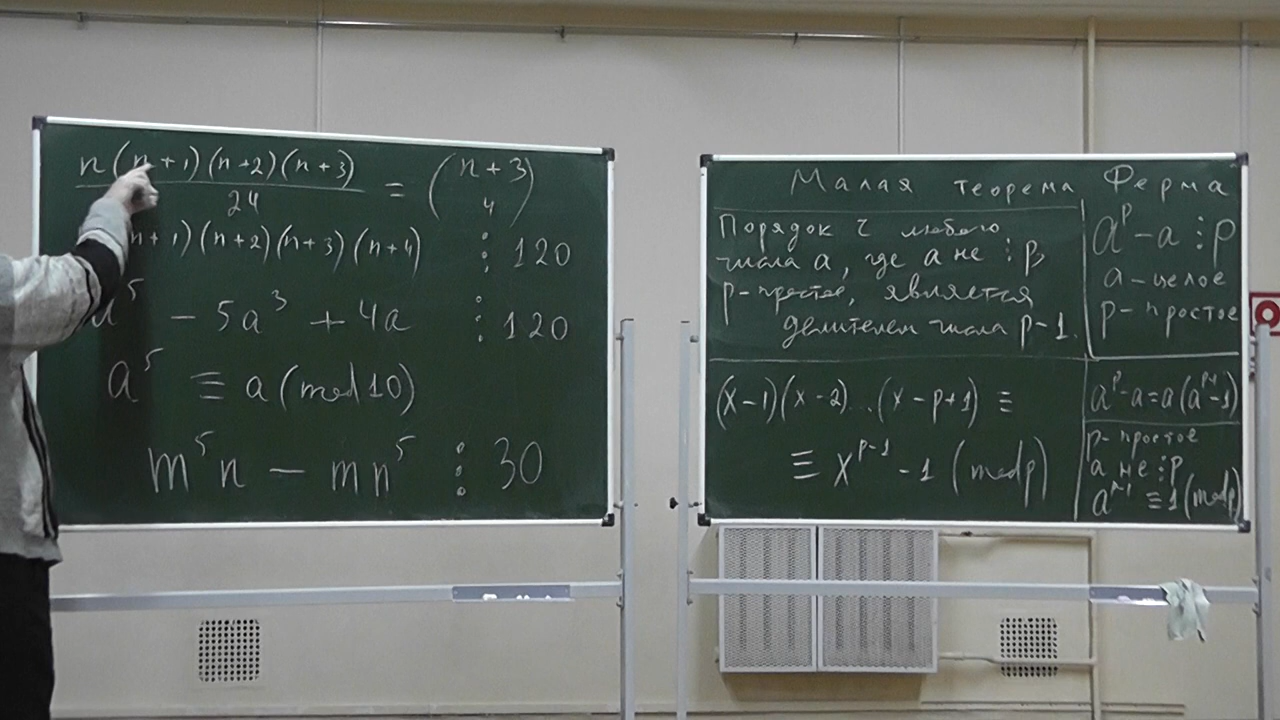 n(n+1)(n+2)(n+3)
24
= (n+3
4)
n+1)(n+2)(n+3)(n+4) ⋮ 120
5
a - 5a³ + 4a ⋮ 120
a⁵ ≡ a (mod 10)
m⁵n - mn⁵ ⋮ 30
Малая теорема Ферма
Порядок r любого
числа a, где a не ⋮ p,
p-простое, является
делителем числа p-1.
aᵖ-a ⋮ p
a-целое
p-простое
(x-1)(x-2)...(x-p+1) ≡
≡ xᵖ⁻¹ -1 (mod p)
aᵖ-a=a(aᵖ⁻¹-1)
p-простое
a не ⋮ p
aᵖ⁻¹ ≡ 1 (mod p)